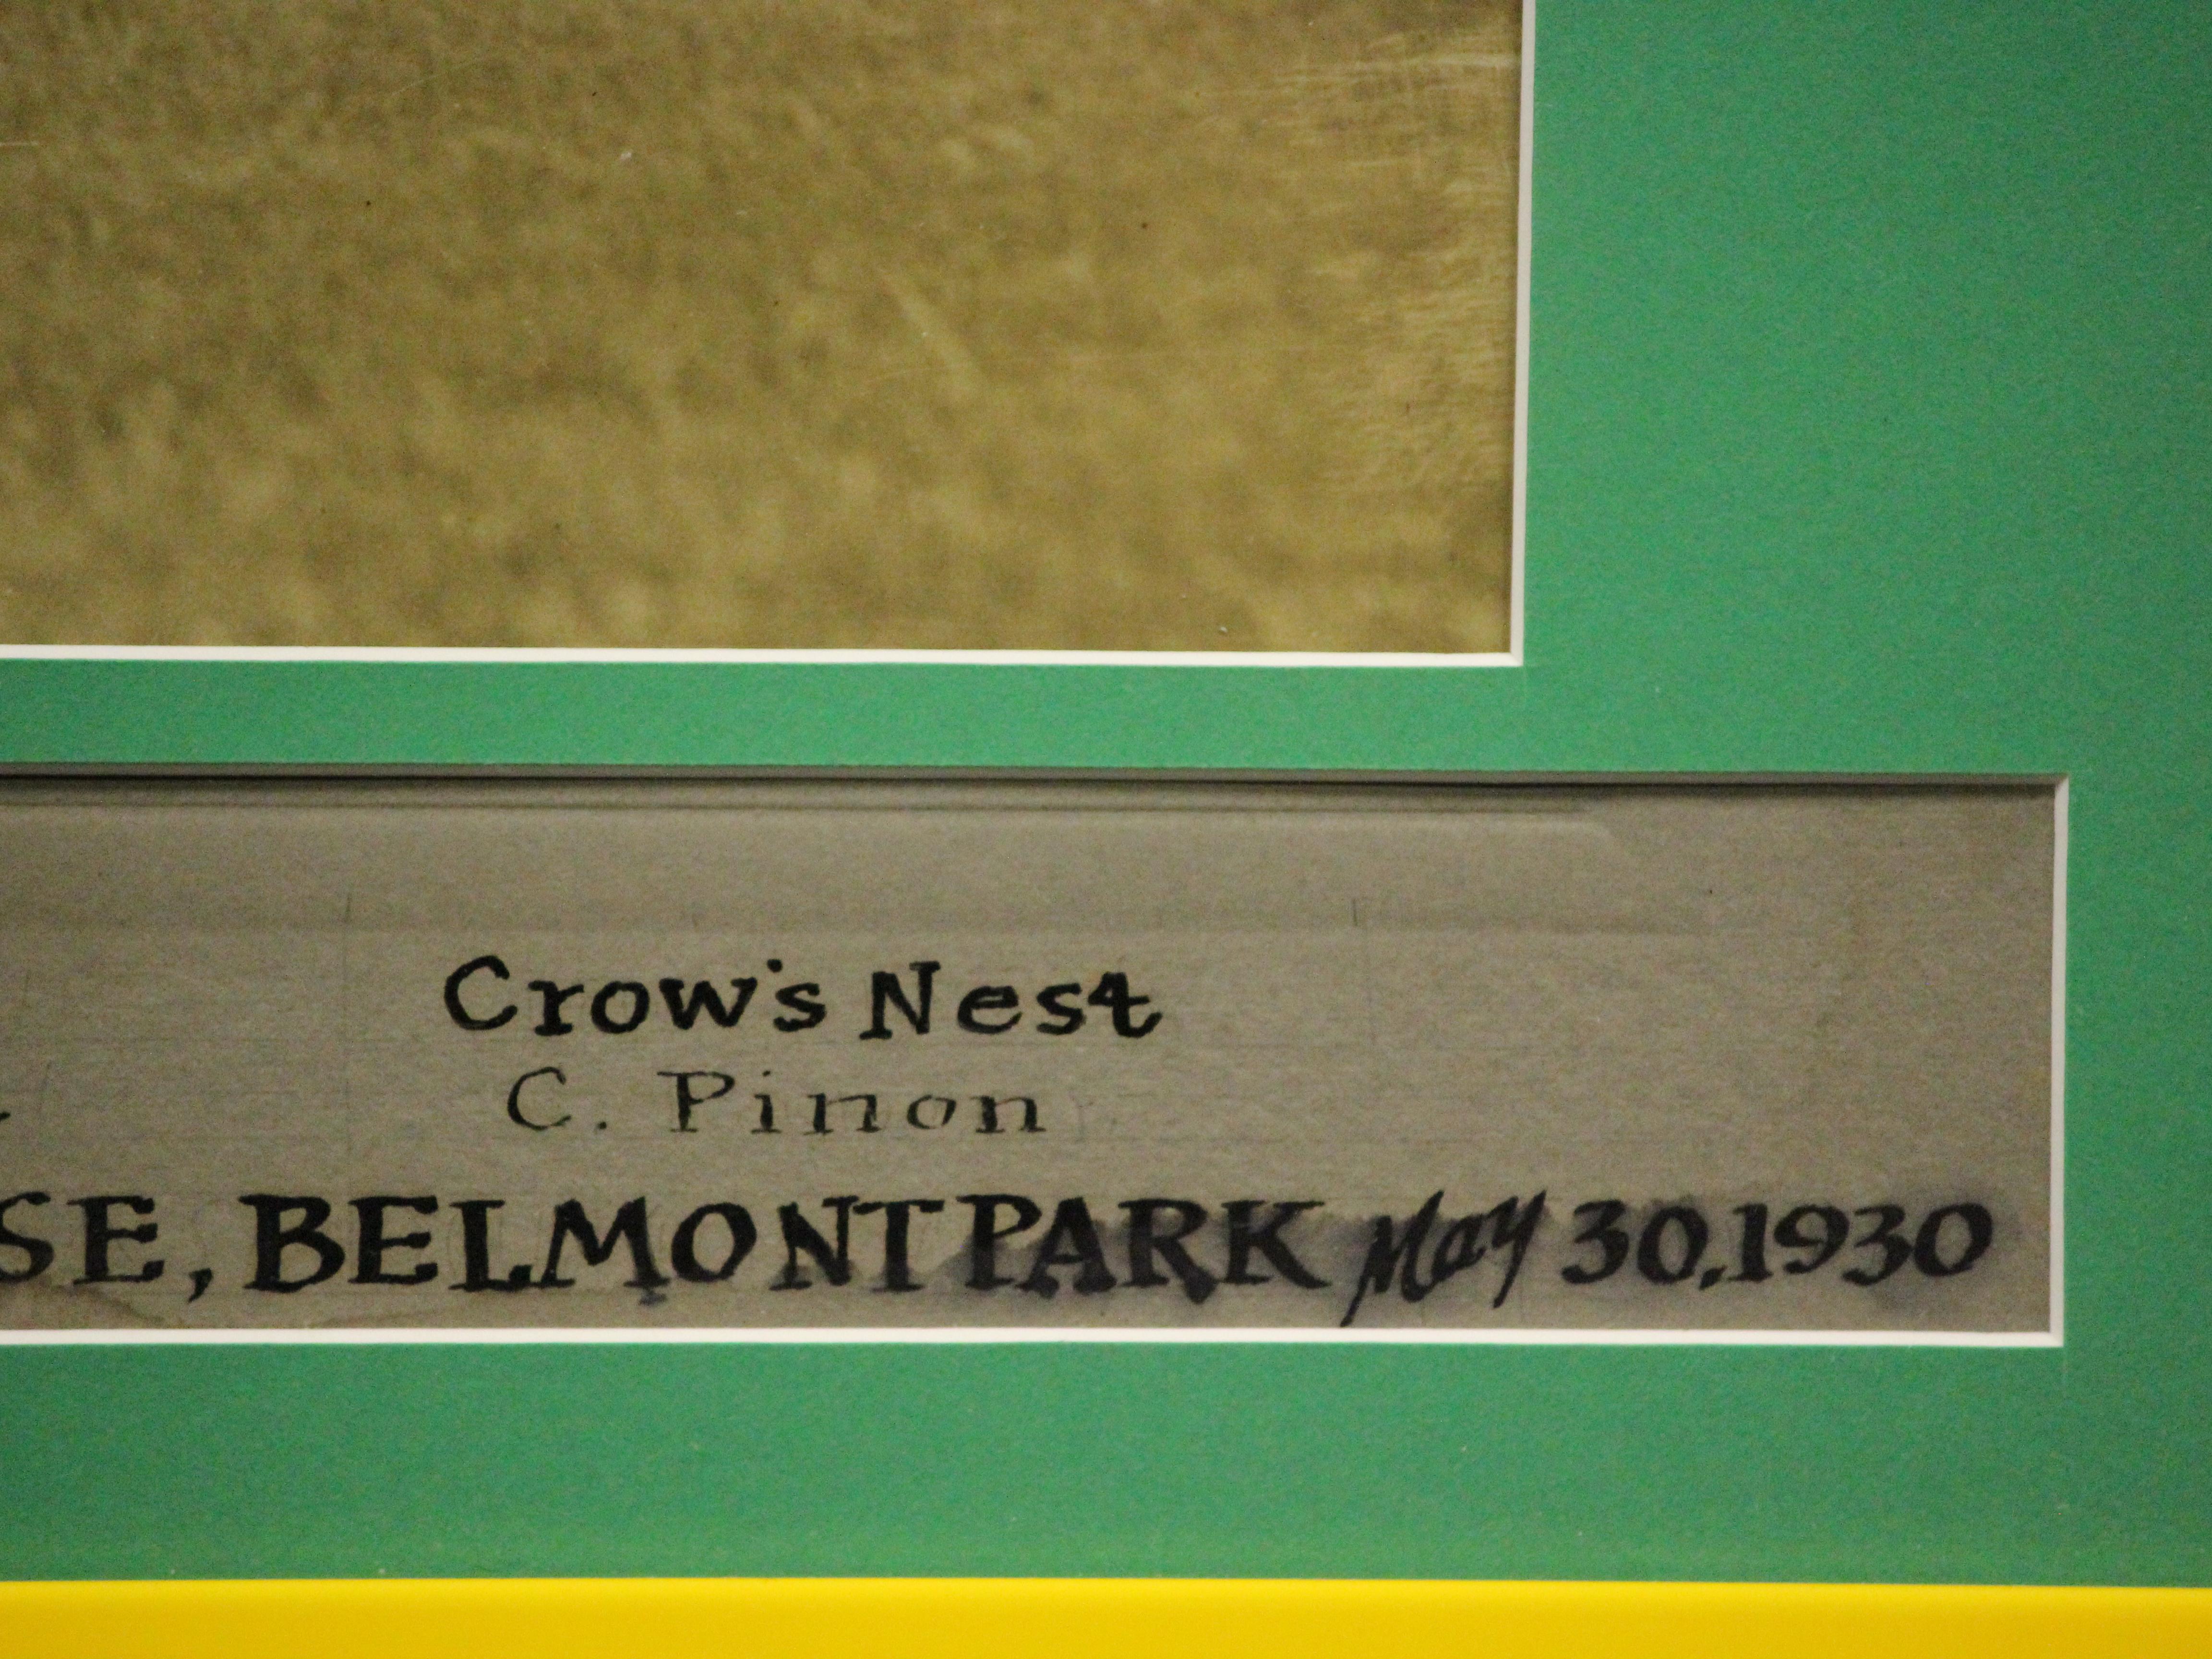 Crow's Nest
C. Pinon
SE, BELMONT PARK May 30, 1930